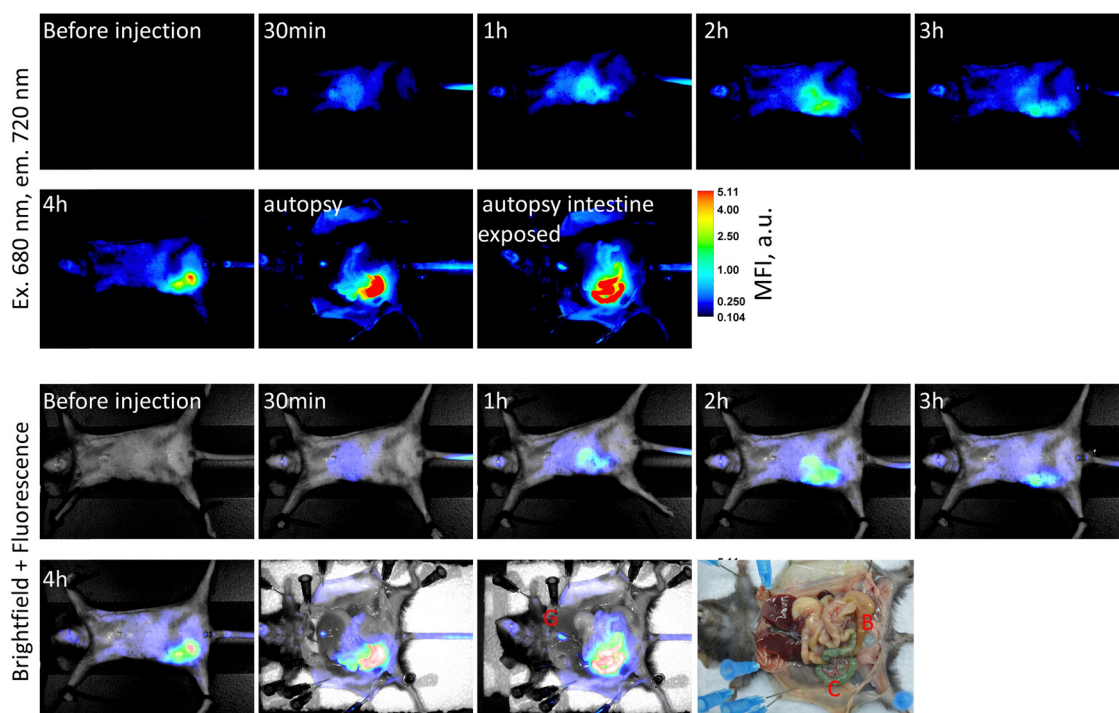 Before injection
30min
1h
2h
3h
Ex. 680 nm, em. 720 nm
4h
autopsy
autopsy intestine
exposed
5.11
4.00
2.50
1.00
0.250
0.104
MFI, a.u.
Before injection
30min
1h
2h
3h
Brightfield + Fluorescence
4h
G
B
C